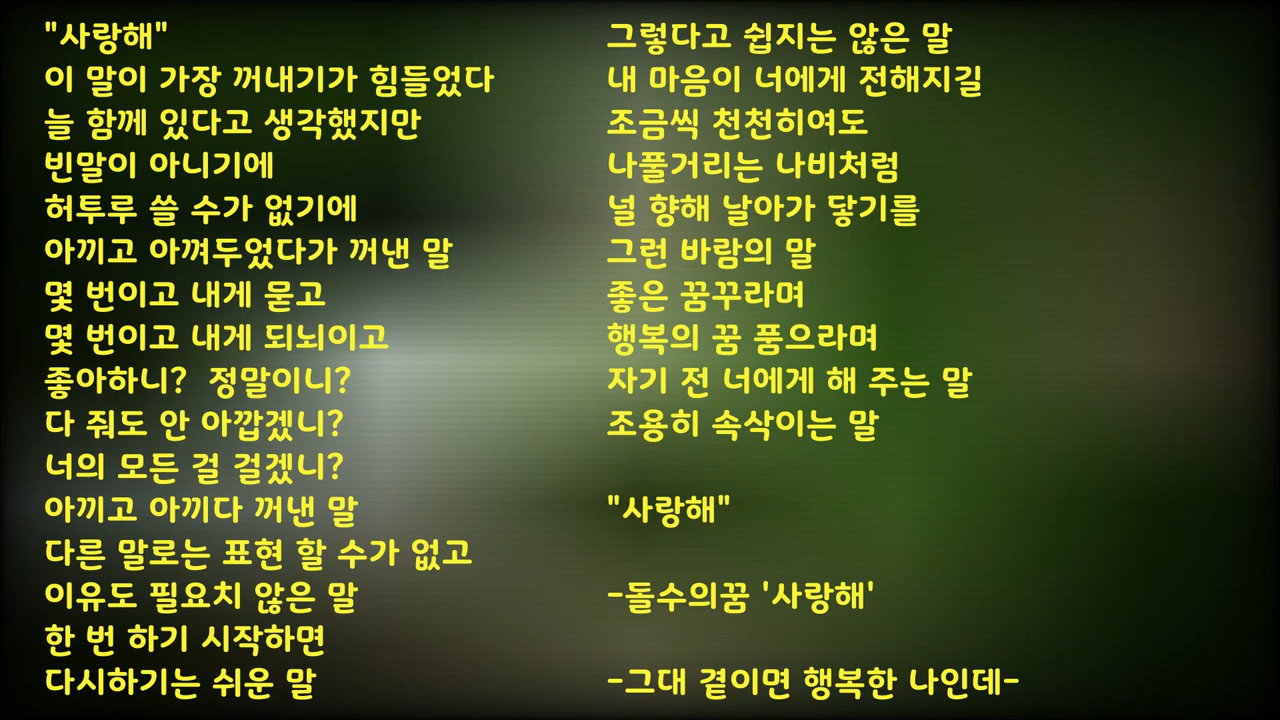 "사랑해"
이 말이 가장 꺼내기가 힘들었다
늘 함께 있다고 생각했지만
빈말이 아니기에
허투루 쓸 수가 없기에
아끼고 아껴두었다가 꺼낸 말
몇 번이고 내게 묻고
몇 번이고 내게 되뇌이고
좋아하니?  정말이니?
다 줘도 안 아깝겠니?
너의 모든 걸 걸겠니?
아끼고 아끼다 꺼낸 말
다른 말로는 표현 할 수가 없고
이유도 필요치 않은 말
한 번 하기 시작하면
다시하기는 쉬운 말
그렇다고 쉽지는 않은 말
내 마음이 너에게 전해지길
조금씩 천천히여도
나풀거리는 나비처럼
널 향해 날아가 닿기를
그런 바람의 말
좋은 꿈꾸라며
행복의 꿈 품으라며
자기 전 너에게 해 주는 말
조용히 속삭이는 말
"사랑해"
-돌수의꿈 '사랑해'
-그대 곁이면 행복한 나인데-